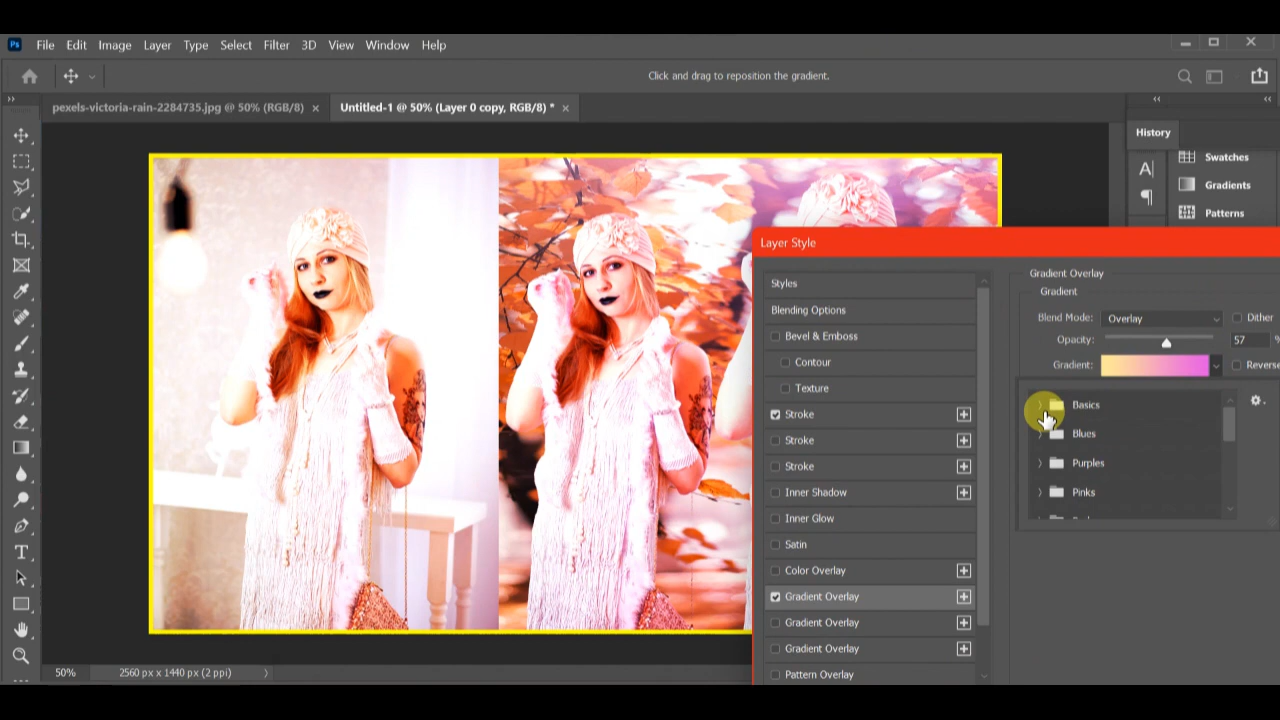 Ps File Edit Image Layer Type Select Filter 3D View Window Help
Click and drag to reposition the gradient.
pexels-victoria-rain-2284735.jpg @ 50% (RGB/8) × Untitled-1 @ 50% (Layer 0 copy, RGB/8) * ×
History
Swatches
Gradients
Patterns
Layer Style
Styles
Blending Options
Bevel & Emboss
Contour
Texture
Stroke
Stroke
Stroke
Inner Shadow
Inner Glow
Satin
Color Overlay
Gradient Overlay
Gradient Overlay
Gradient Overlay
Pattern Overlay
Gradient Overlay
Gradient
Blend Mode: Overlay Dither
Opacity: 57 %
Gradient: Reverse
Basics
Blues
Purples
Pinks
50% 2560 px x 1440 px (2 ppi)